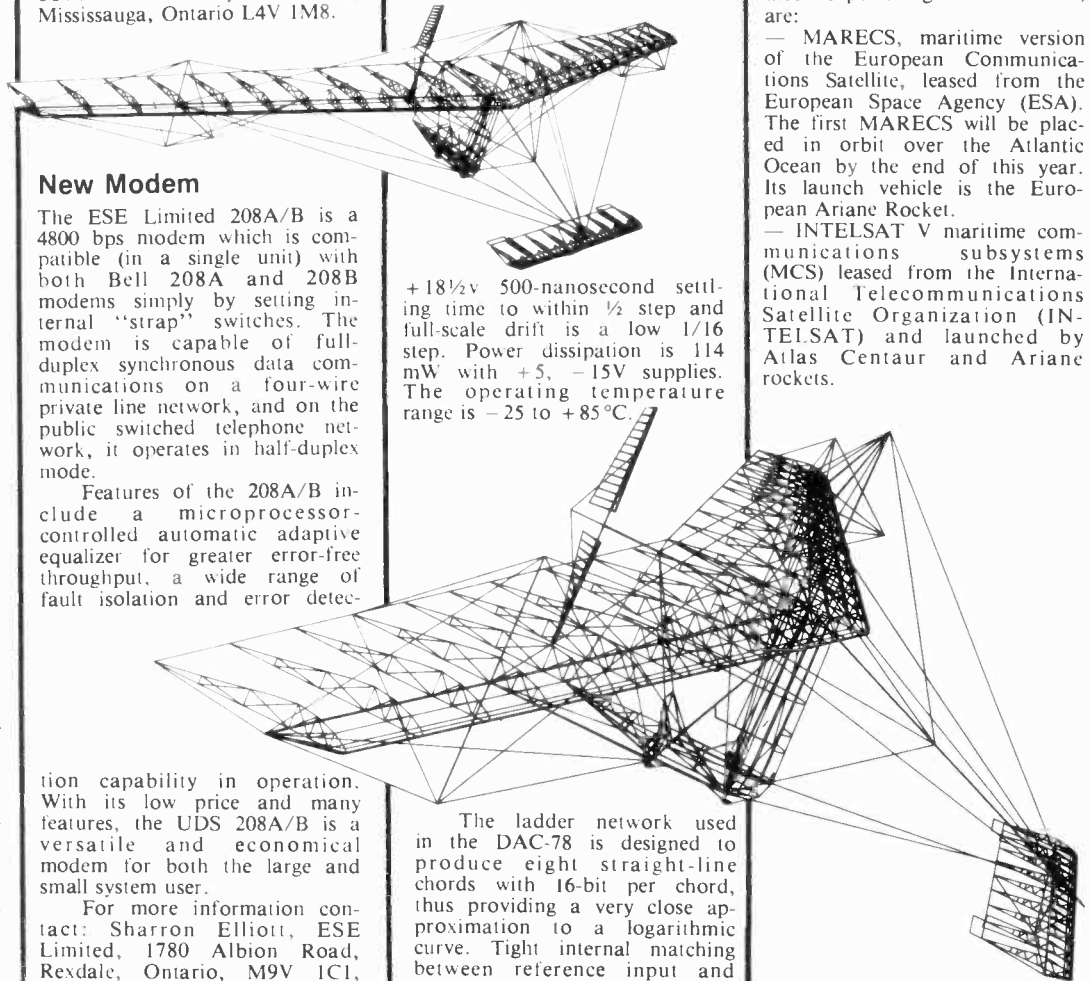 Mississauga, Ontario L4V 1M8.
New Modem
The ESE Limited 208A/B is a
4800 bps modem which is com-
patible (in a single unit) with
both Bell 208A and 208B
modems simply by setting in-
ternal “strap” switches. The
modem is capable of full-
duplex synchronous data com-
munications on a four-wire
private line network, and on the
public switched telephone net-
work, it operates in half-duplex
mode.
Features of the 208A/B in-
clude a microprocessor-
controlled automatic adaptive
equalizer for greater error-free
throughput, a wide range of
fault isolation and error detec-
tion capability in operation.
With its low price and many
features, the UDS 208A/B is a
versatile and economical
modem for both the large and
small system user.
For more information con-
tact: Sharron Elliott, ESE
Limited, 1780 Albion Road,
Rexdale, Ontario, M9V 1C1,
+18½v 500-nanosecond settl-
ing time to within ½ step and
full-scale drift is a low 1/16
step. Power dissipation is 114
mW with +5, −15V supplies.
The operating temperature
range is −25 to +85°C.
The ladder network used
in the DAC-78 is designed to
produce eight straight-line
chords with 16-bit per chord,
thus providing a very close ap-
proximation to a logarithmic
curve. Tight internal matching
between reference input and
are:
— MARECS, maritime version
of the European Communica-
tions Satellite, leased from the
European Space Agency (ESA).
The first MARECS will be plac-
ed in orbit over the Atlantic
Ocean by the end of this year.
Its launch vehicle is the Euro-
pean Ariane Rocket.
— INTELSAT V maritime com-
munications subsystems
(MCS) leased from the Interna-
tional Telecommunications
Satellite Organization (IN-
TELSAT) and launched by
Atlas Centaur and Ariane
rockets.